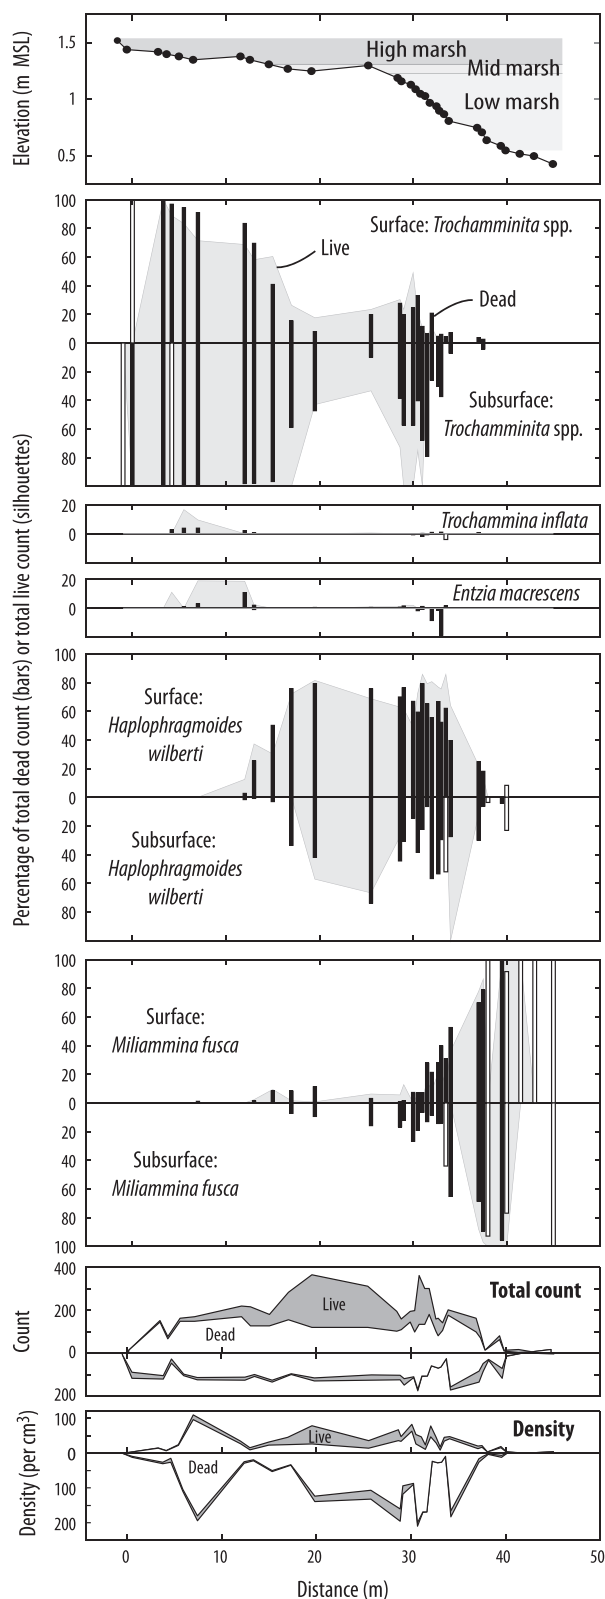 1.5
1
0.5
Elevation (m MSL)
High marsh
Mid marsh
Low marsh
Percentage of total dead count (bars) or total live count (silhouettes)
100
80
60
40
20
0
20
40
60
80
Surface: Trochamminita spp.
Live
Dead
Subsurface:
Trochamminita spp.
20
0
Trochammina inflata
20
0
Entzia macrescens
100
80
60
40
20
0
20
40
60
80
Surface:
Haplophragmoides
wilberti
Subsurface:
Haplophragmoides
wilberti
100
80
60
40
20
0
20
40
60
80
100
Surface:
Miliammina fusca
Subsurface:
Miliammina fusca
Count
400
200
0
200
Total count
Live
Dead
Density (per cm³)
100
0
100
200
Density
Live
Dead
0
10
20
30
40
50
Distance (m)